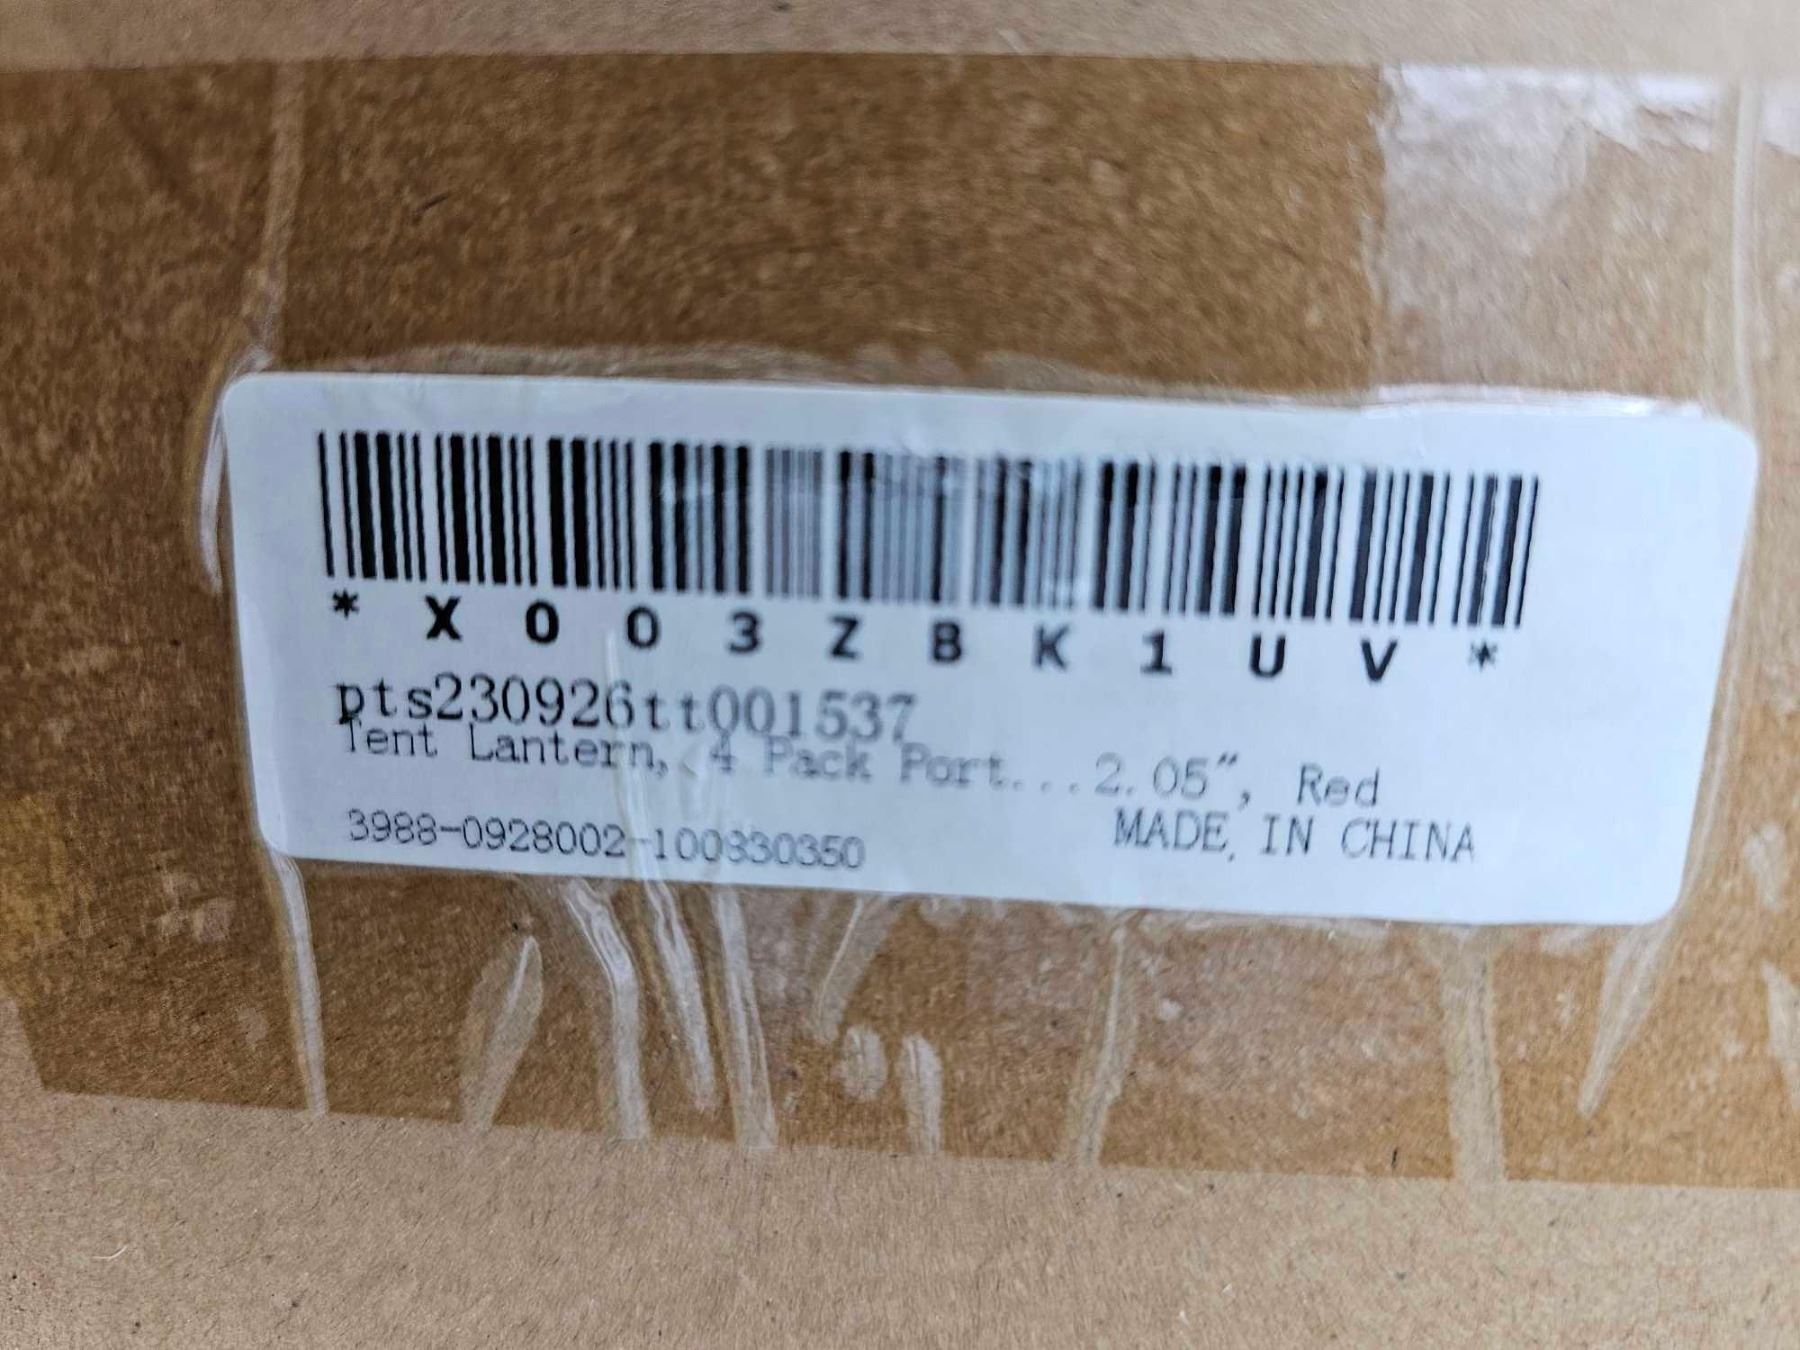 *X003ZBK1UV*
pts230926tt001537
Tent Lantern, 4 Pack Port...2.05", Red
3988-0928002-100830350
MADE IN CHINA